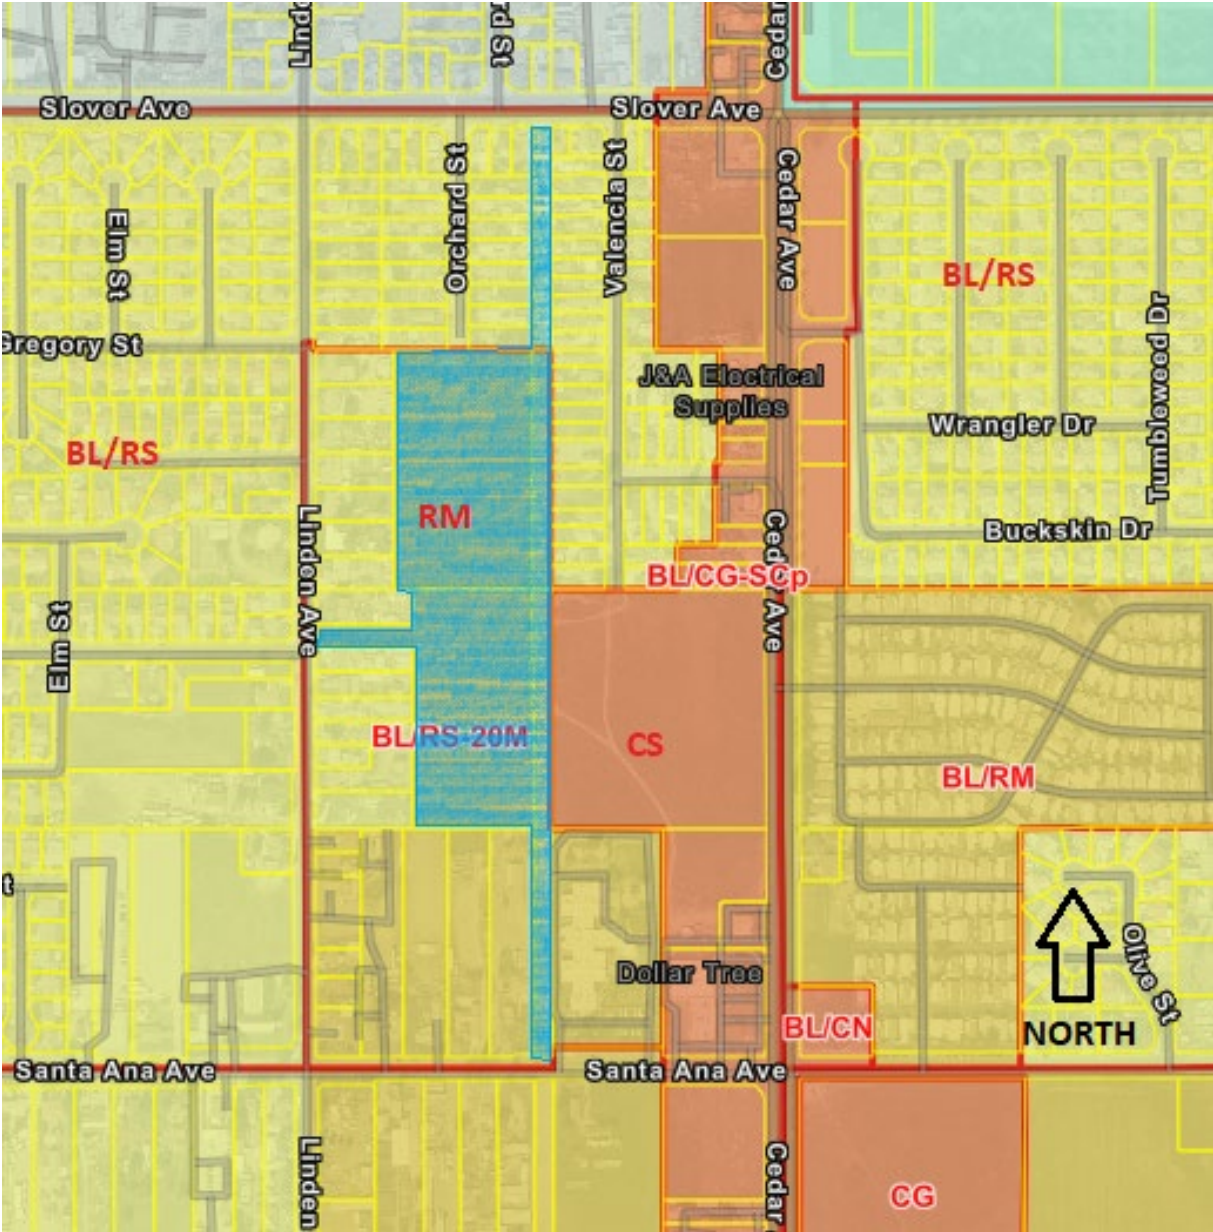 Lindo
rd St
Cedar
Slover Ave
Slover Ave
Elm St
Orchard St
Valencia St
Cedar Ave
BL/RS
Gregory St
J&A Electrical
Supplies
Wrangler Dr
Tumbleweed Dr
BL/RS
RM
Buckskin Dr
Linden Ave
Cedar Ave
BL/CG-SCp
Elm St
BL/RS-20M
CS
BL/RM
t
Olive St
Dollar Tree
BL/CN
NORTH
Santa Ana Ave
Santa Ana Ave
Linden
Cedar
CG